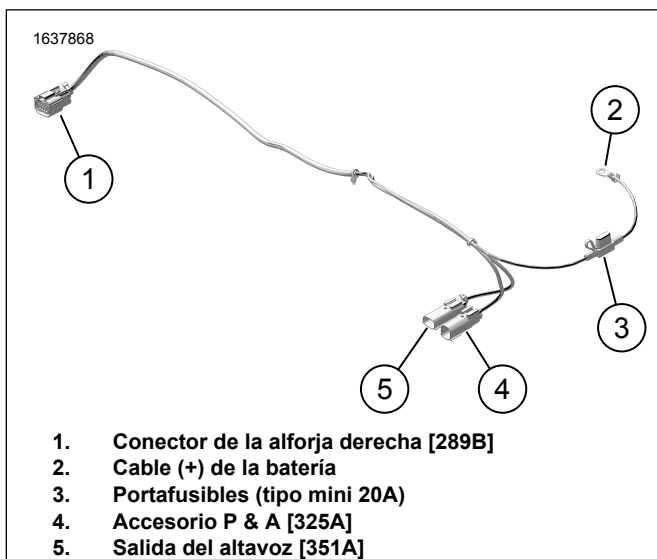 1637868
1
2
3
4
5
1. Conector de la alforja derecha [289B]
2. Cable (+) de la batería
3. Portafusibles (tipo mini 20A)
4. Accesorio P & A [325A]
5. Salida del altavoz [351A]